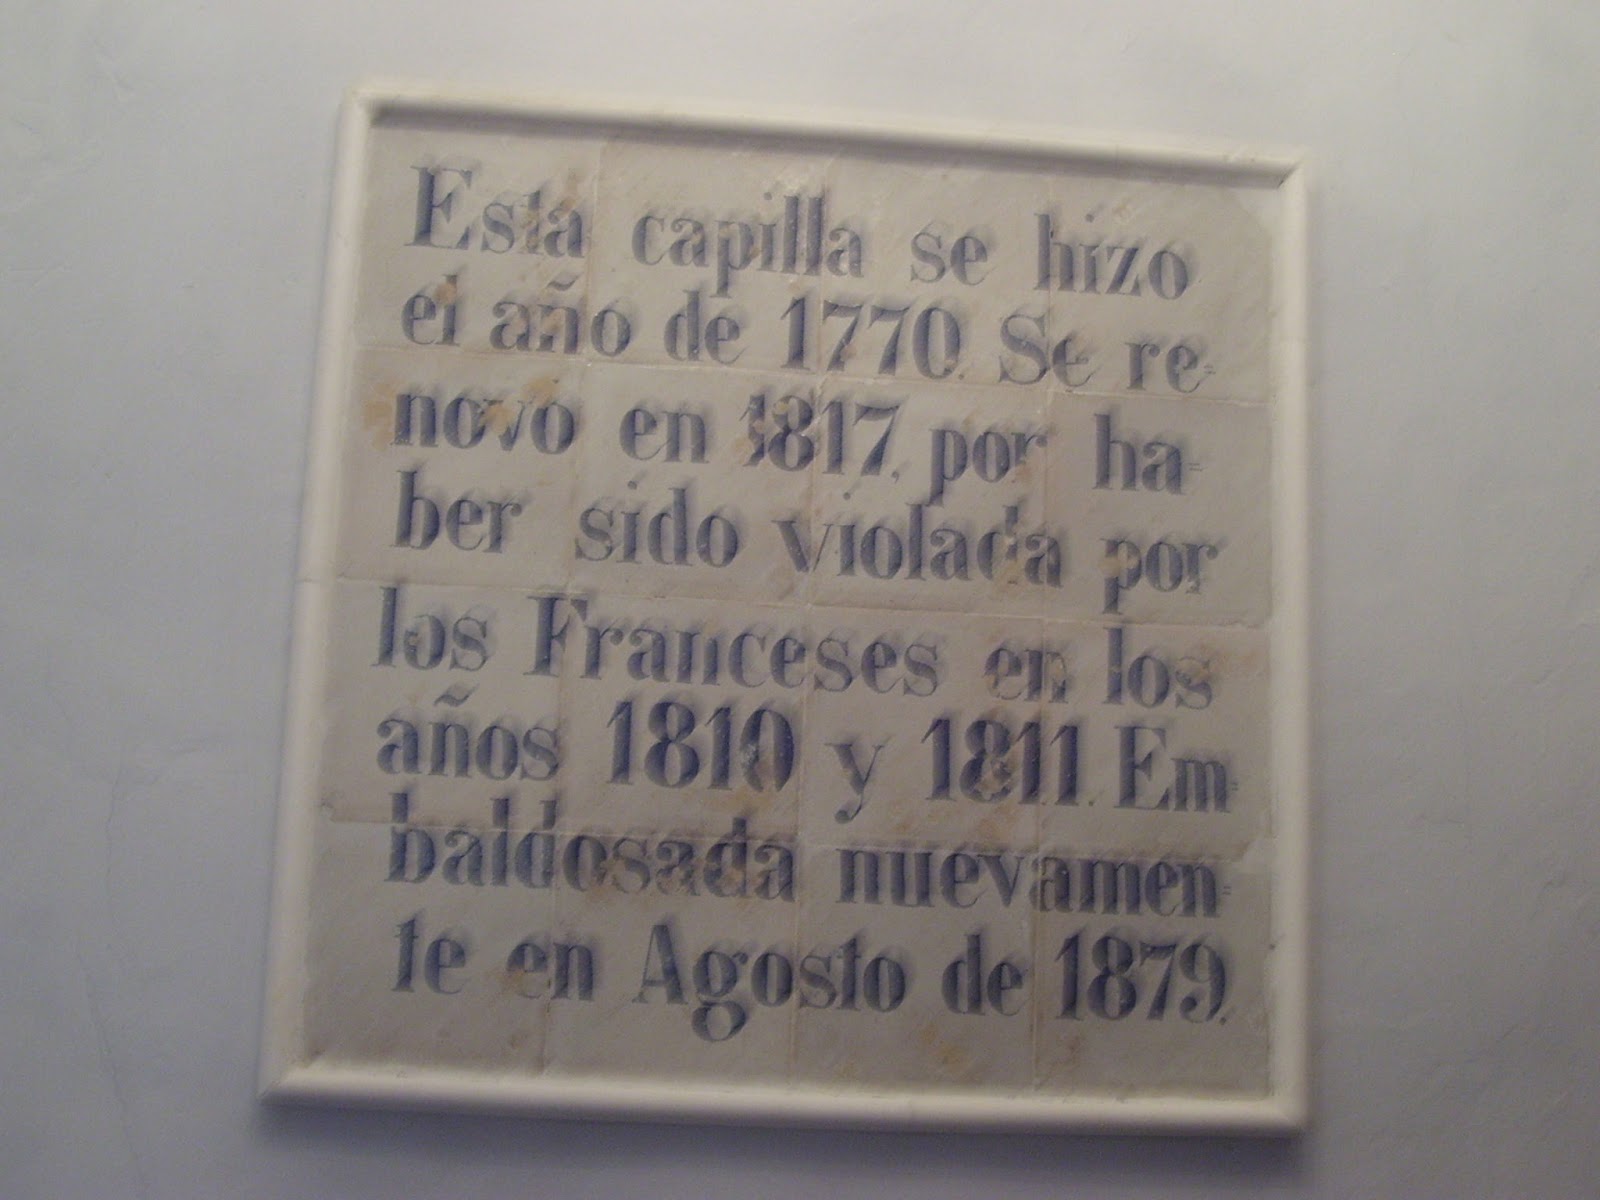 Esta capilla se hizo
el año de 1770. Se re=
novo en 1817, por ha=
ber sido violada por
los Franceses en los
años 1810 y 1811. Em=
baldosada nuevamen=
te en Agosto de 1879.